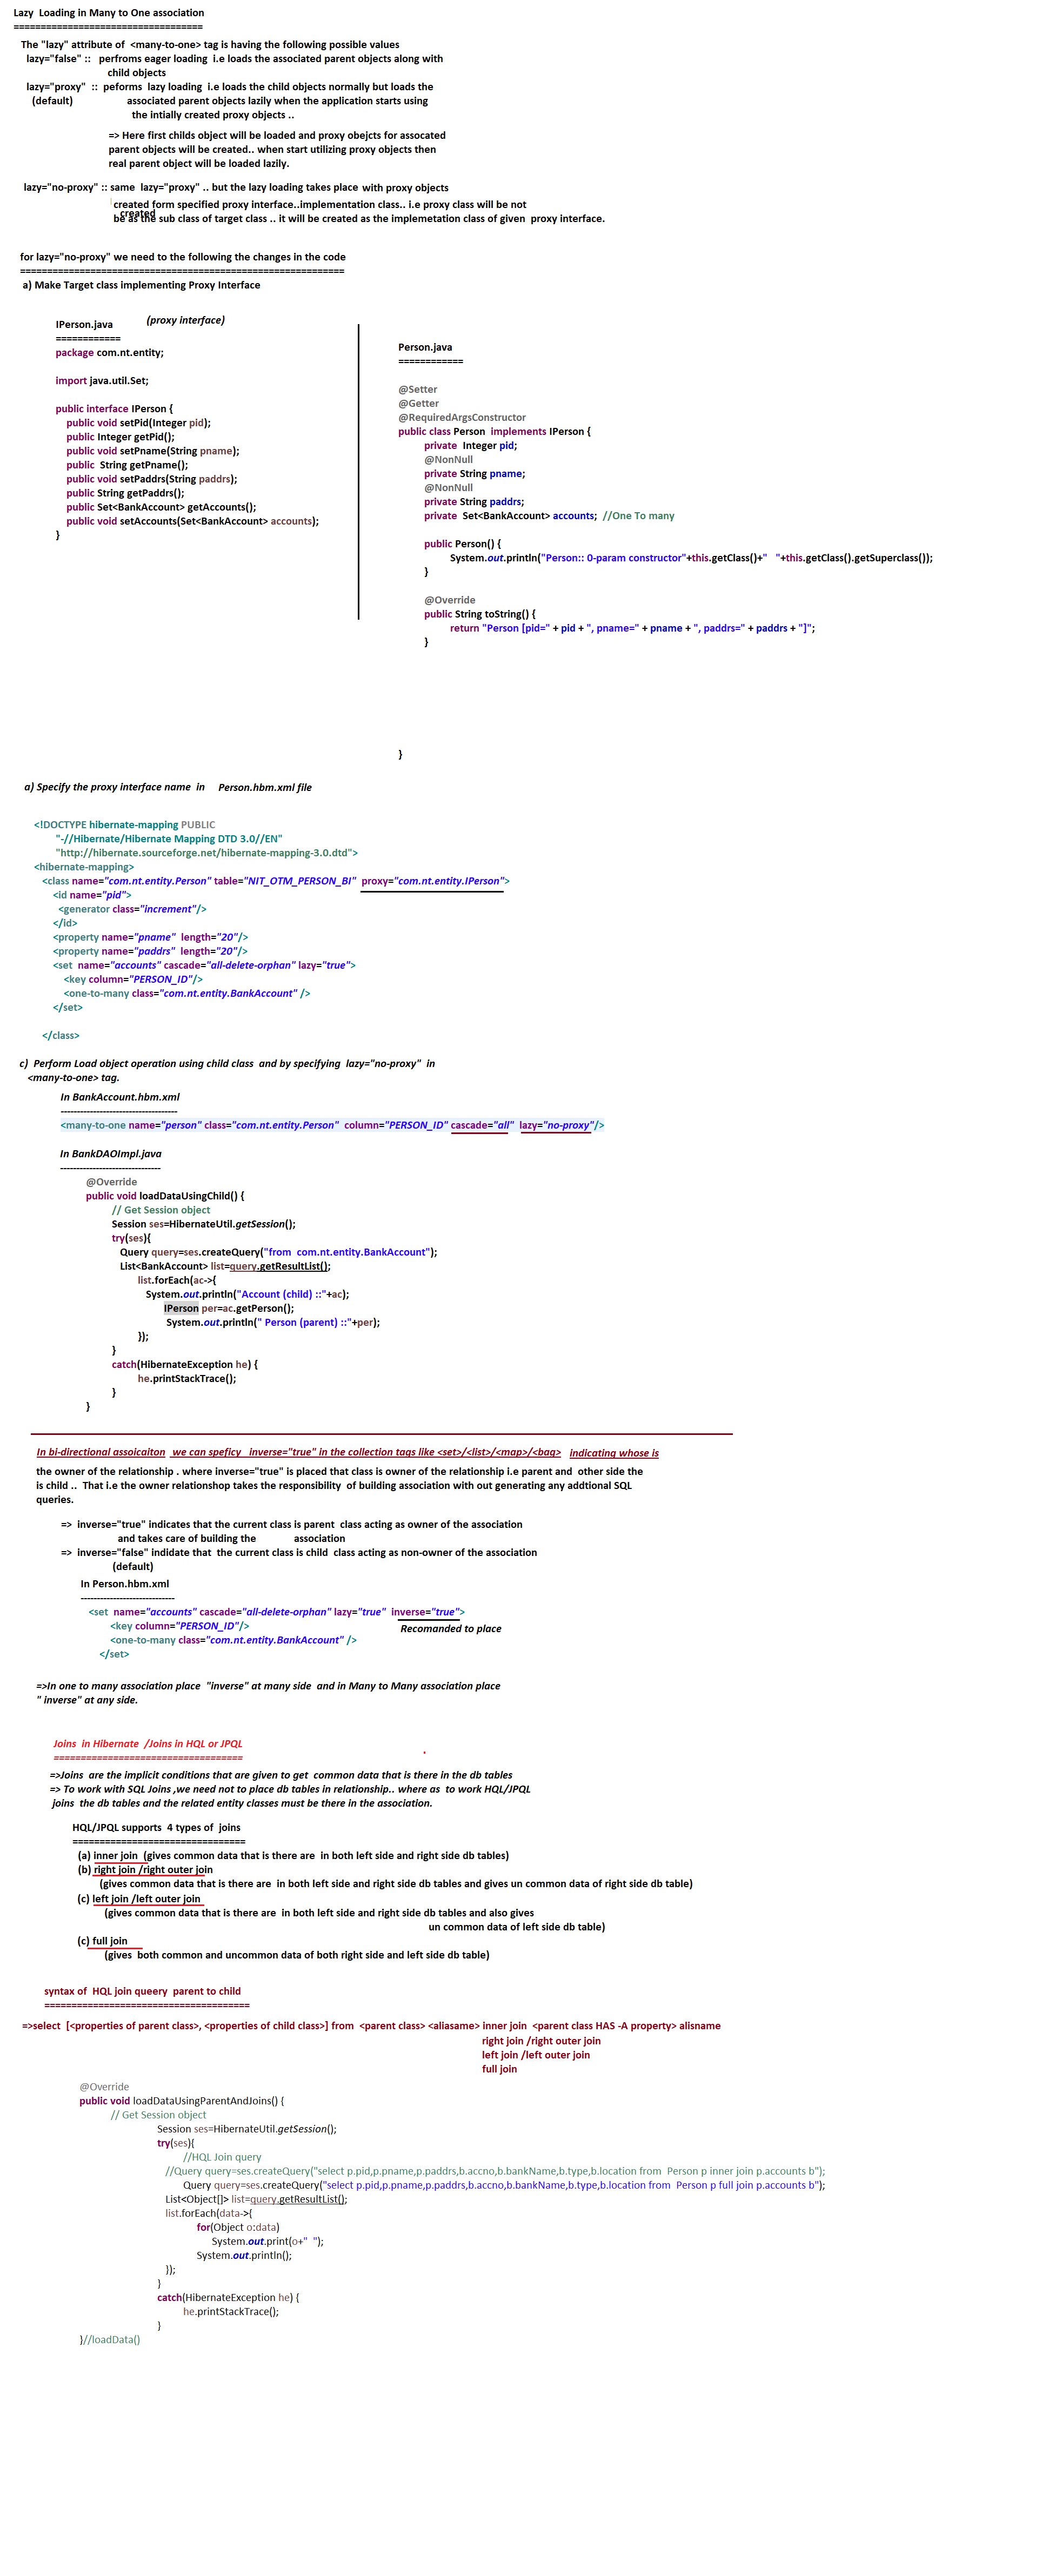 Lazy  Loading in Many to One association
===================================
The "lazy" attribute of  <many-to-one> tag is having the following possible values
lazy="false" ::   perfroms eager loading  i.e loads the associated parent objects along with
child objects
lazy="proxy"  ::  peforms  lazy loading  i.e loads the child objects normally but loads the
(default)  associated parent objects lazily when the application starts using
the intially created proxy objects ..
=> Here first childs object will be loaded and proxy obejcts for assocated
parent objects will be created.. when start utilizing proxy objects then
real parent object will be loaded lazily.
lazy="no-proxy" :: same  lazy="proxy" .. but the lazy loading takes place with proxy objects
created form specified proxy interface..implementation class.. i.e proxy class will be not
created
be as the sub class of target class .. it will be created as the implemetation class of given  proxy interface.
for lazy="no-proxy" we need to the following the changes in the code
============================================================
a) Make Target class implementing Proxy Interface
IPerson.java  (proxy interface)
============
package com.nt.entity;
import java.util.Set;
public interface IPerson {
public void setPid(Integer pid);
public Integer getPid();
public void setPname(String pname);
public  String getPname();
public void setPaddrs(String paddrs);
public String getPaddrs();
public Set<BankAccount> getAccounts();
public void setAccounts(Set<BankAccount> accounts);
}
Person.java
============
@Setter
@Getter
@RequiredArgsConstructor
public class Person  implements IPerson {
private  Integer pid;
@NonNull
private String pname;
@NonNull
private String paddrs;
private  Set<BankAccount> accounts;  //One To many
public Person() {
System.out.println("Person:: 0-param constructor"+this.getClass()+"   "+this.getClass().getSuperclass());
}
@Override
public String toString() {
return "Person [pid=" + pid + ", pname=" + pname + ", paddrs=" + paddrs + "]";
}
}
a) Specify the proxy interface name  in  Person.hbm.xml file
<!DOCTYPE hibernate-mapping PUBLIC
"-//Hibernate/Hibernate Mapping DTD 3.0//EN"
"http://hibernate.sourceforge.net/hibernate-mapping-3.0.dtd">
<hibernate-mapping>
<class name="com.nt.entity.Person" table="NIT_OTM_PERSON_BI"  proxy="com.nt.entity.IPerson">
<id name="pid">
<generator class="increment"/>
</id>
<property name="pname"  length="20"/>
<property name="paddrs"  length="20"/>
<set  name="accounts" cascade="all-delete-orphan" lazy="true">
<key column="PERSON_ID"/>
<one-to-many class="com.nt.entity.BankAccount" />
</set>
</class>
c)  Perform Load object operation using child class  and by specifying  lazy="no-proxy"  in
<many-to-one> tag.
In BankAccount.hbm.xml
------------------------------------
<many-to-one name="person" class="com.nt.entity.Person"  column="PERSON_ID" cascade="all"  lazy="no-proxy"/>
In BankDAOImpl.java
-------------------------------
@Override
public void loadDataUsingChild() {
// Get Session object
Session ses=HibernateUtil.getSession();
try(ses){
Query query=ses.createQuery("from  com.nt.entity.BankAccount");
List<BankAccount> list=query.getResultList();
list.forEach(ac->{
System.out.println("Account (child) ::"+ac);
IPerson per=ac.getPerson();
System.out.println(" Person (parent) ::"+per);
});
}
catch(HibernateException he) {
he.printStackTrace();
}
}
In bi-directional assoicaiton  we can speficy   inverse="true" in the collection tags like <set>/<list>/<map>/<bag>   indicating whose is
the owner of the relationship . where inverse="true" is placed that class is owner of the relationship i.e parent and  other side the
is child ..  That i.e the owner relationshop takes the responsibility  of building association with out generating any addtional SQL
queries.
=>  inverse="true" indicates that the current class is parent  class acting as owner of the association
and takes care of building the  association
=>  inverse="false" indidate that  the current class is child  class acting as non-owner of the association
(default)
In Person.hbm.xml
-----------------------------
<set  name="accounts" cascade="all-delete-orphan" lazy="true"  inverse="true">
<key column="PERSON_ID"/>  Recomanded to place
<one-to-many class="com.nt.entity.BankAccount" />
</set>
=>In one to many association place  "inverse" at many side  and in Many to Many association place
" inverse" at any side.
Joins  in Hibernate  /Joins in HQL or JPQL
===================================
=>Joins  are the implicit conditions that are given to get  common data that is there in the db tables
=> To work with SQL Joins ,we need not to place db tables in relationship.. where as  to work HQL/JPQL
joins  the db tables and the related entity classes must be there in the association.
HQL/JPQL supports  4 types of  joins
================================
(a) inner join  (gives common data that is there are  in both left side and right side db tables)
(b) right join /right outer join
(gives common data that is there are  in both left side and right side db tables and gives un common data of right side db table)
(c) left join /left outer join
(gives common data that is there are  in both left side and right side db tables and also gives
un common data of left side db table)
(c) full join
(gives  both common and uncommon data of both right side and left side db table)
syntax of  HQL join queery  parent to child
======================================
=>select  [<properties of parent class>, <properties of child class>] from  <parent class> <aliasame> inner join  <parent class HAS -A property> alisname
right join /right outer join
left join /left outer join
full join
@Override
public void loadDataUsingParentAndJoins() {
// Get Session object
Session ses=HibernateUtil.getSession();
try(ses){
//HQL Join query
//Query query=ses.createQuery("select p.pid,p.pname,p.paddrs,b.accno,b.bankName,b.type,b.location from  Person p inner join p.accounts b");
Query query=ses.createQuery("select p.pid,p.pname,p.paddrs,b.accno,b.bankName,b.type,b.location from  Person p full join p.accounts b");
List<Object[]> list=query.getResultList();
list.forEach(data->{
for(Object o:data)
System.out.print(o+"  ");
System.out.println();
});
}
catch(HibernateException he) {
he.printStackTrace();
}
}//loadData()